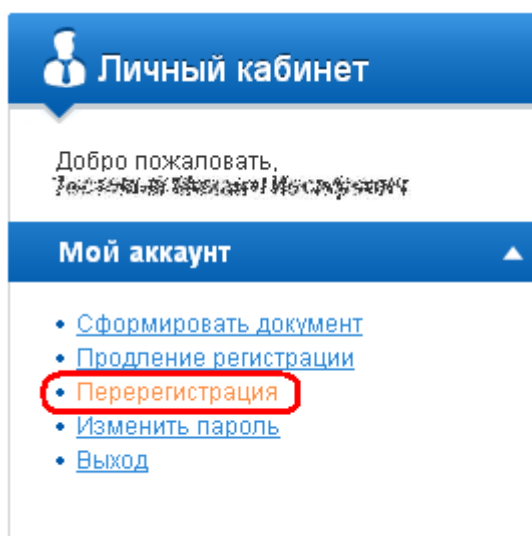 Личный кабинет
Добро пожаловать,
Мой аккаунт
Сформировать документ
Продление регистрации
Перерегистрация
Изменить пароль
Выход